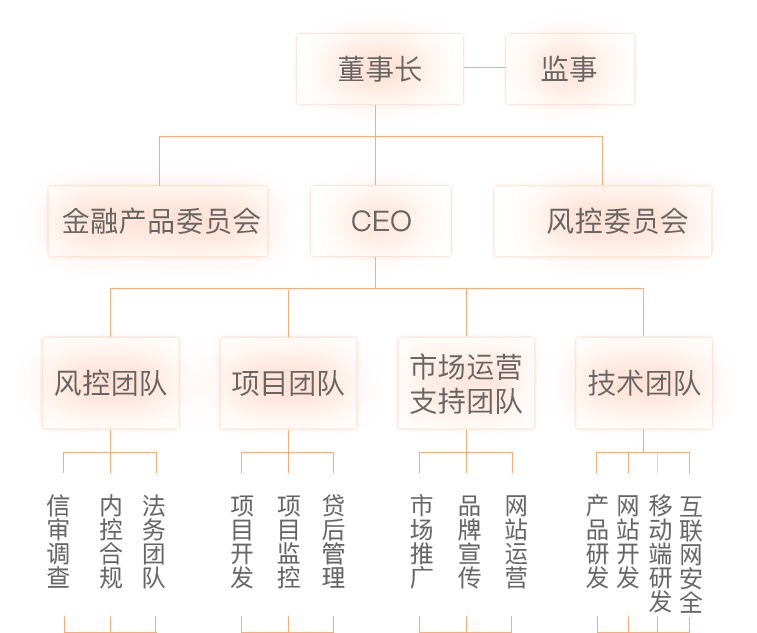 董事长
监事
金融产品委员会
CEO
风控委员会
风控团队
项目团队
市场运营
支持团队
技术团队
信审调查
内控合规
法务团队
项目开发
项目监控
贷后管理
市场推广
品牌宣传
网站运营
产品研发
网站开发
移动端研发
互联网安全